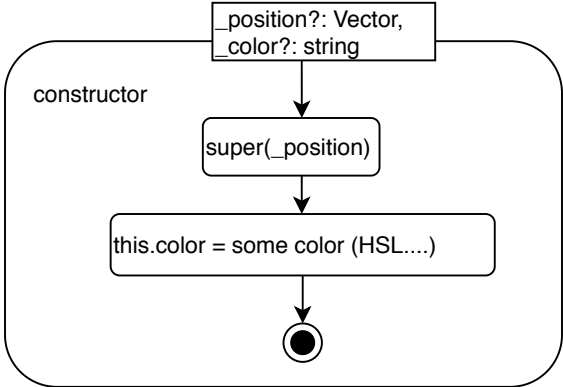 _position?: Vector,
_color?: string
constructor
super(_position)
this.color = some color (HSL....)